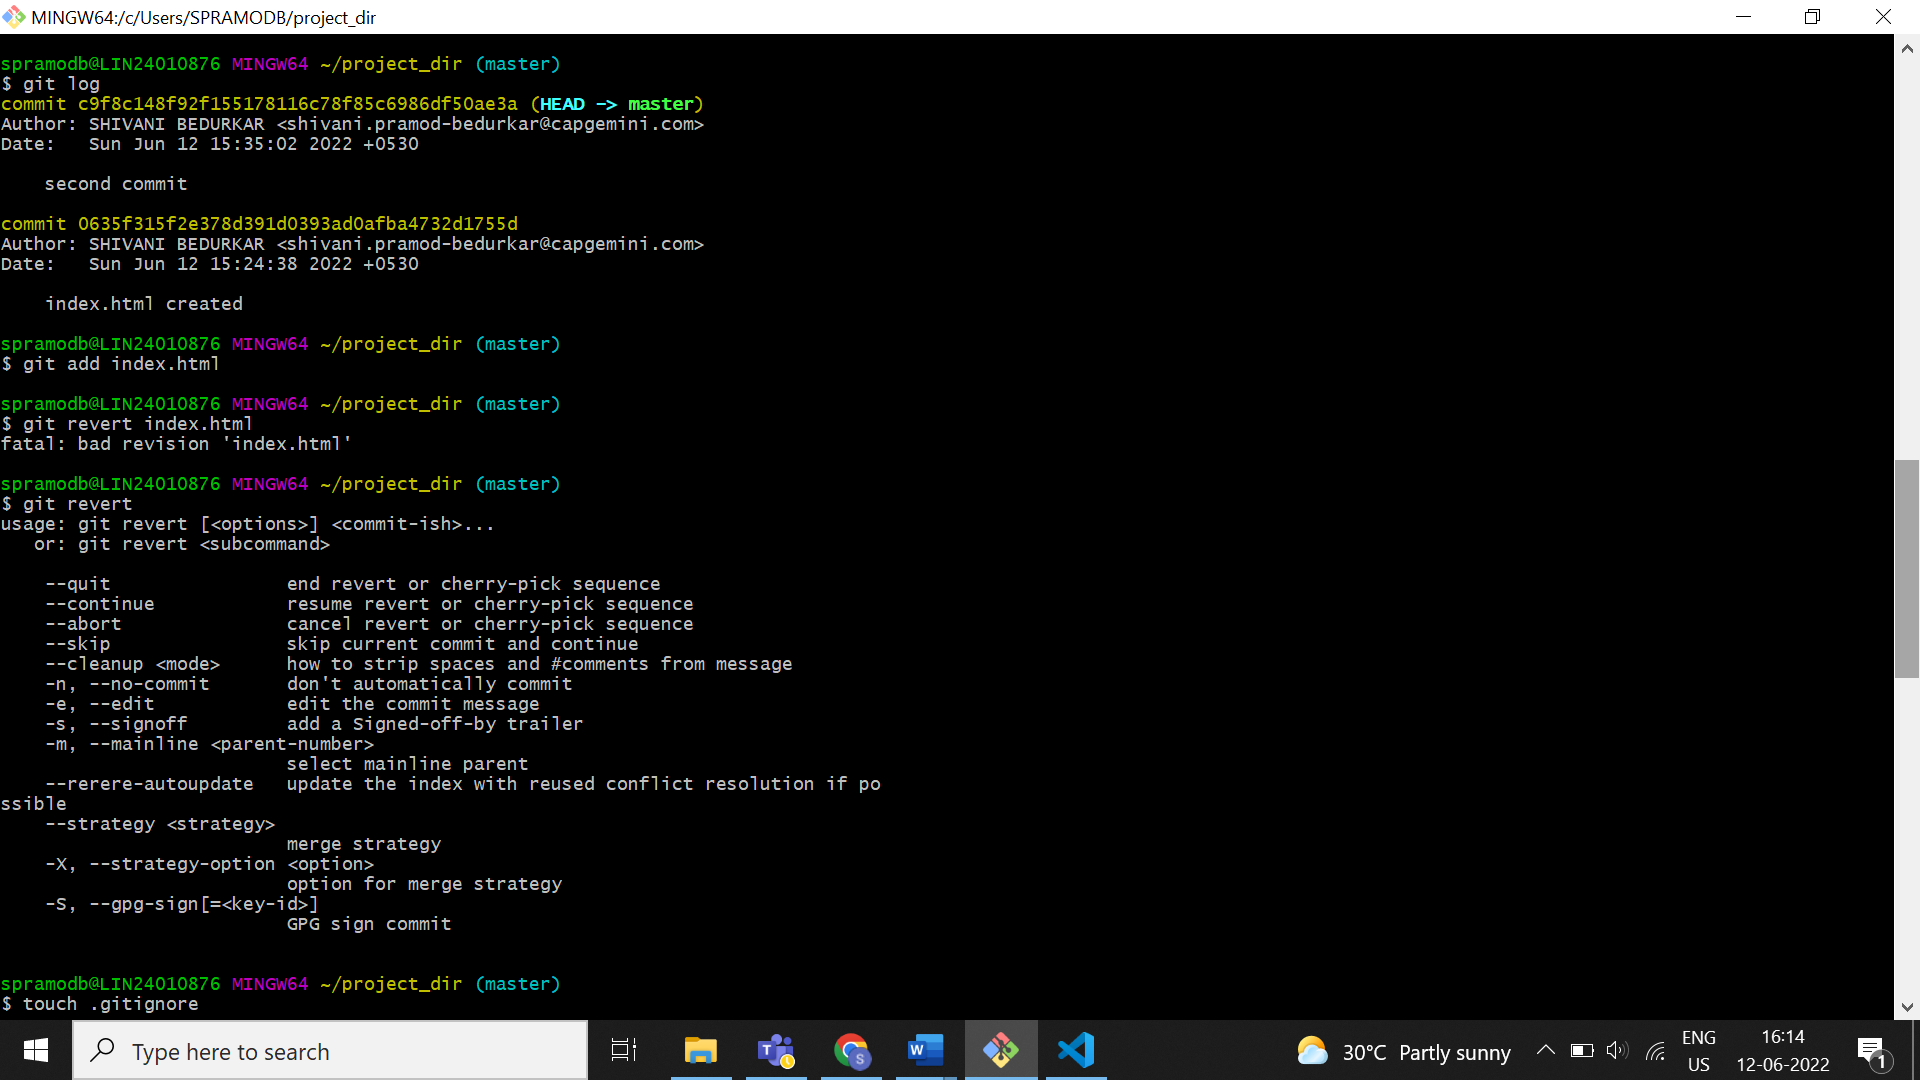 MINGW64:/c/Users/SPRAMODB/project_dir
spramodb@LIN24010876 MINGW64 ~/project_dir (master)
$ git log
commit c9f8c148f92f155178116c78f85c6986df50ae3a (HEAD -> master)
Author: SHIVANI BEDURKAR <shivani.pramod-bedurkar@capgemini.com>
Date:   Sun Jun 12 15:35:02 2022 +0530
    second commit
commit 0635f315f2e378d391d0393ad0afba4732d1755d
Author: SHIVANI BEDURKAR <shivani.pramod-bedurkar@capgemini.com>
Date:   Sun Jun 12 15:24:38 2022 +0530
    index.html created
spramodb@LIN24010876 MINGW64 ~/project_dir (master)
$ git add index.html
spramodb@LIN24010876 MINGW64 ~/project_dir (master)
$ git revert index.html
fatal: bad revision 'index.html'
spramodb@LIN24010876 MINGW64 ~/project_dir (master)
$ git revert
usage: git revert [<options>] <commit-ish>...
   or: git revert <subcommand>
    --quit                end revert or cherry-pick sequence
    --continue            resume revert or cherry-pick sequence
    --abort               cancel revert or cherry-pick sequence
    --skip                skip current commit and continue
    --cleanup <mode>      how to strip spaces and #comments from message
    -n, --no-commit       don't automatically commit
    -e, --edit            edit the commit message
    -s, --signoff         add a Signed-off-by trailer
    -m, --mainline <parent-number>
                          select mainline parent
    --rerere-autoupdate   update the index with reused conflict resolution if po
ssible
    --strategy <strategy>
                          merge strategy
    -X, --strategy-option <option>
                          option for merge strategy
    -S, --gpg-sign[=<key-id>]
                          GPG sign commit
spramodb@LIN24010876 MINGW64 ~/project_dir (master)
$ touch .gitignore
Type here to search
30°C Partly sunny
ENG
US
16:14
12-06-2022
1